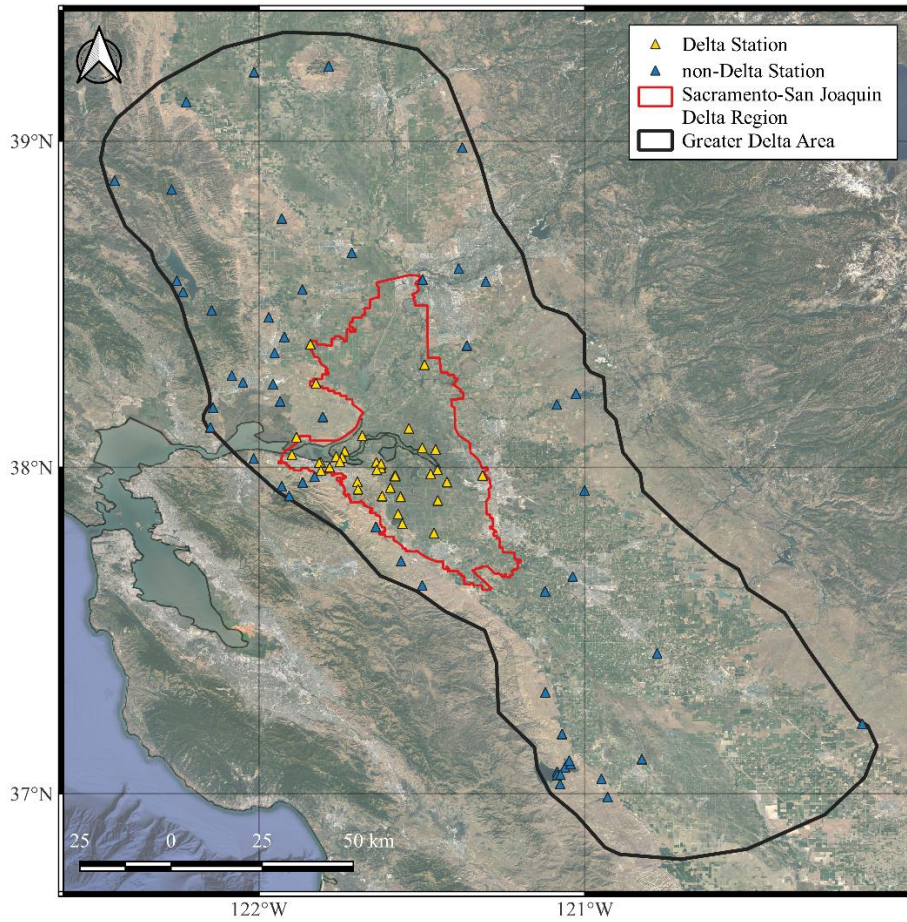 Delta Station
non-Delta Station
Sacramento-San Joaquin
Delta Region
Greater Delta Area
39°N
38°N
37°N
25 0 25 50 km
122°W 121°W